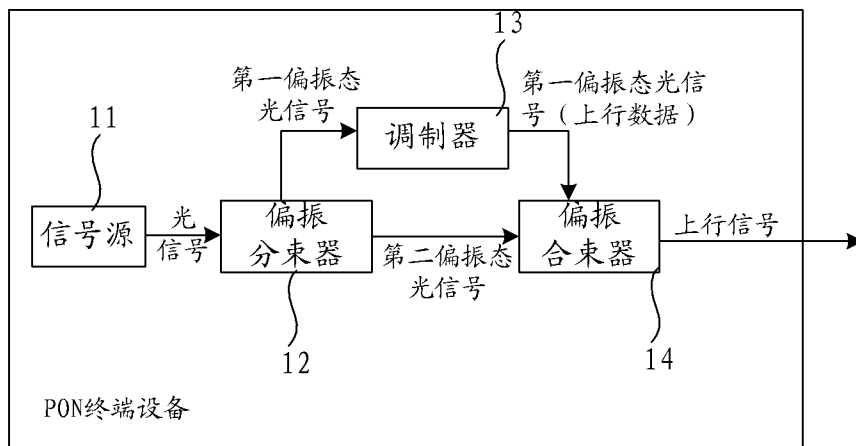 13
第一偏振态
光信号
第一偏振态光信
号(上行数据)
调制器
11
信号源
光
信号
偏振
分束器
第二偏振态
光信号
偏振
合束器
上行信号
12
14
PON终端设备